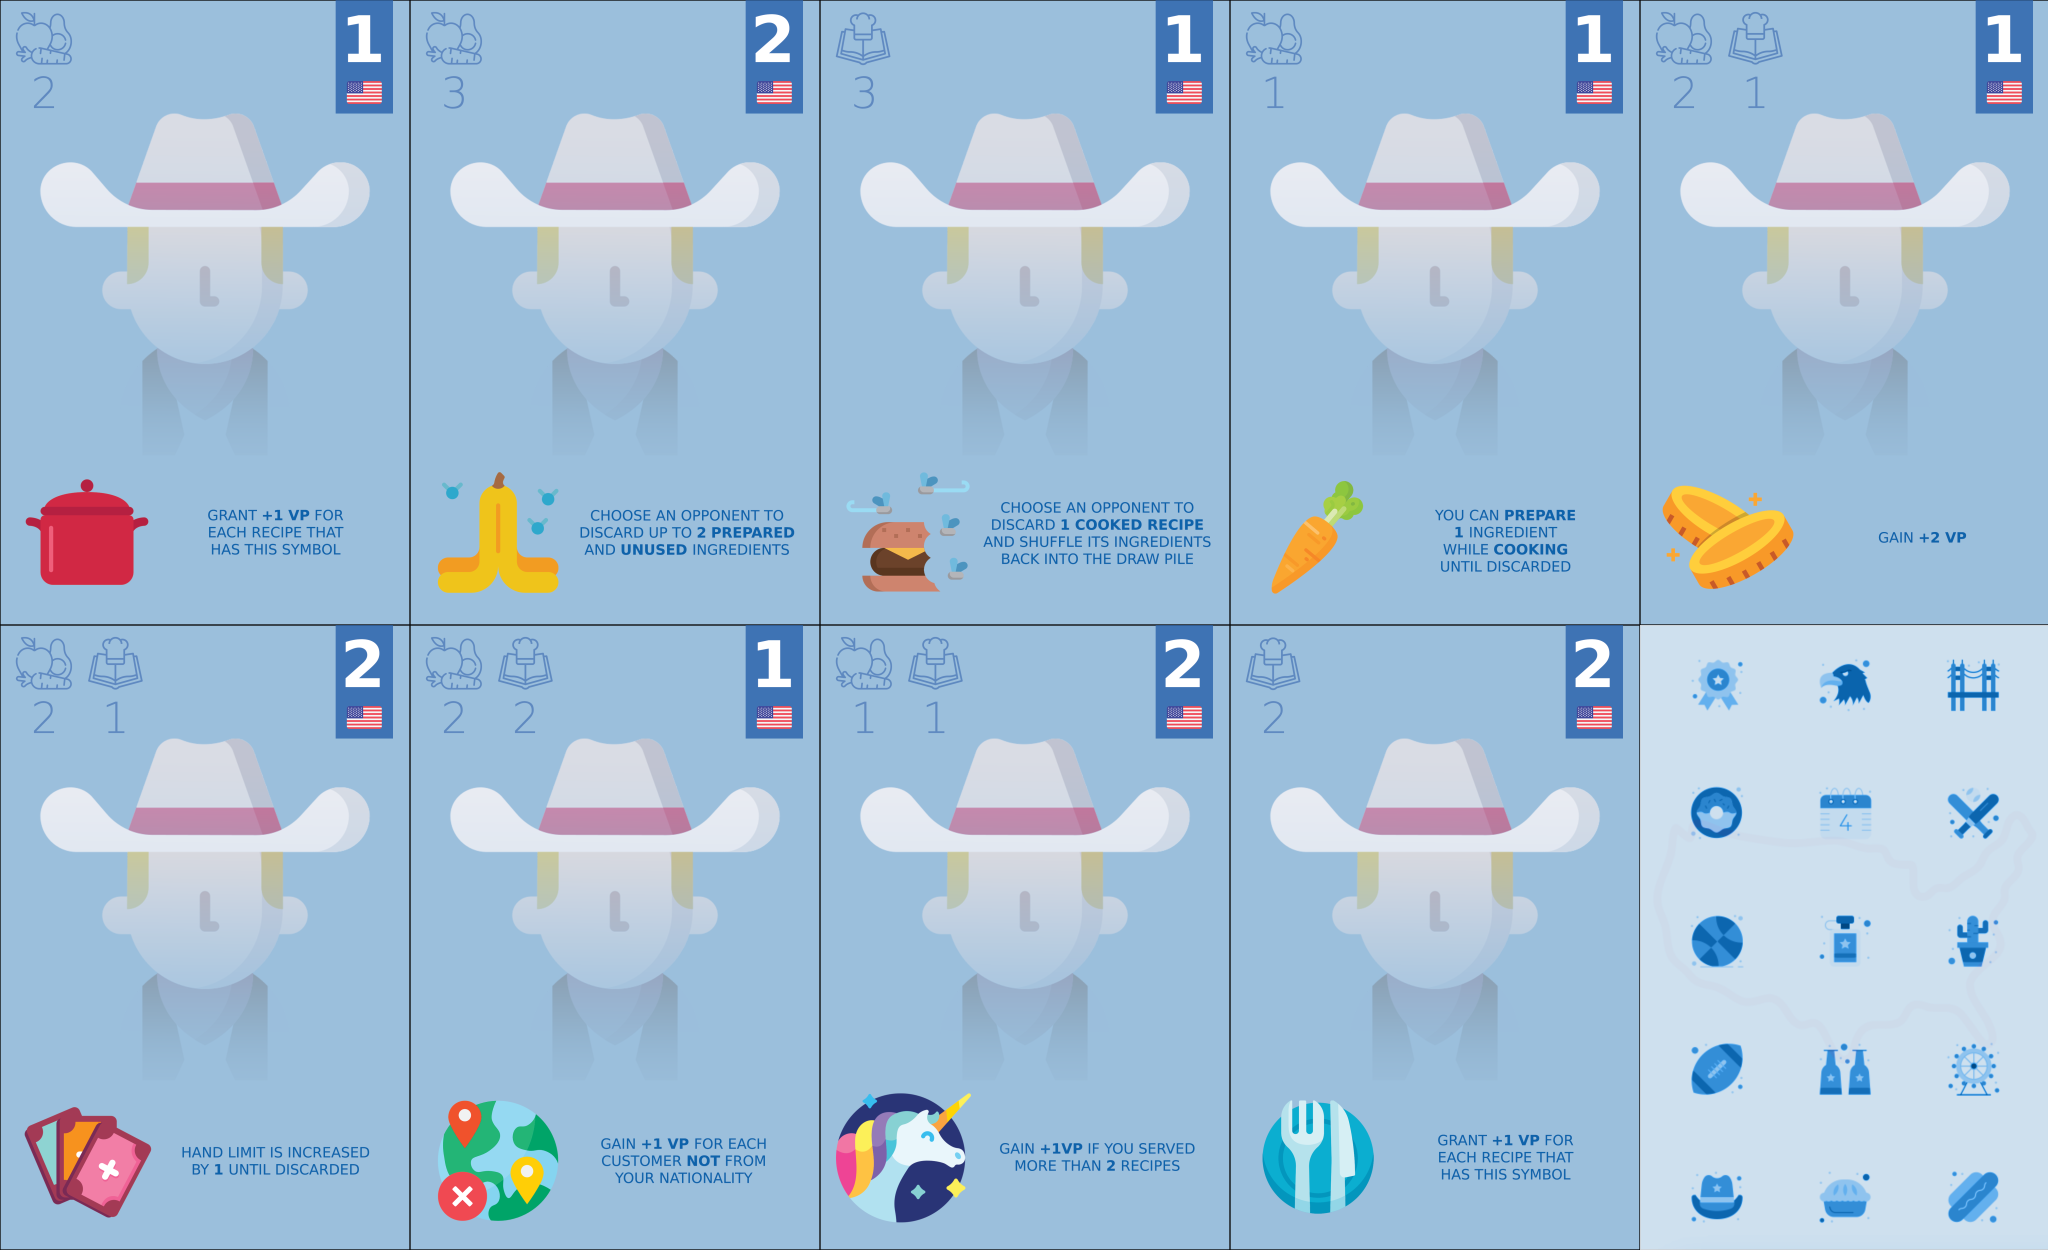 2
1
GRANT +1 VP FOR
EACH RECIPE THAT
HAS THIS SYMBOL
3
2
CHOOSE AN OPPONENT TO
DISCARD UP TO 2 PREPARED
AND UNUSED INGREDIENTS
3
1
CHOOSE AN OPPONENT TO
DISCARD 1 COOKED RECIPE
AND SHUFFLE ITS INGREDIENTS
BACK INTO THE DRAW PILE
1
1
YOU CAN PREPARE
1 INGREDIENT
WHILE COOKING
UNTIL DISCARDED
2 1
1
GAIN +2 VP
2 1
2
HAND LIMIT IS INCREASED
BY 1 UNTIL DISCARDED
2 2
1
GAIN +1 VP FOR EACH
CUSTOMER NOT FROM
YOUR NATIONALITY
1 1
2
GAIN +1VP IF YOU SERVED
MORE THAN 2 RECIPES
2
2
GRANT +1 VP FOR
EACH RECIPE THAT
HAS THIS SYMBOL
4